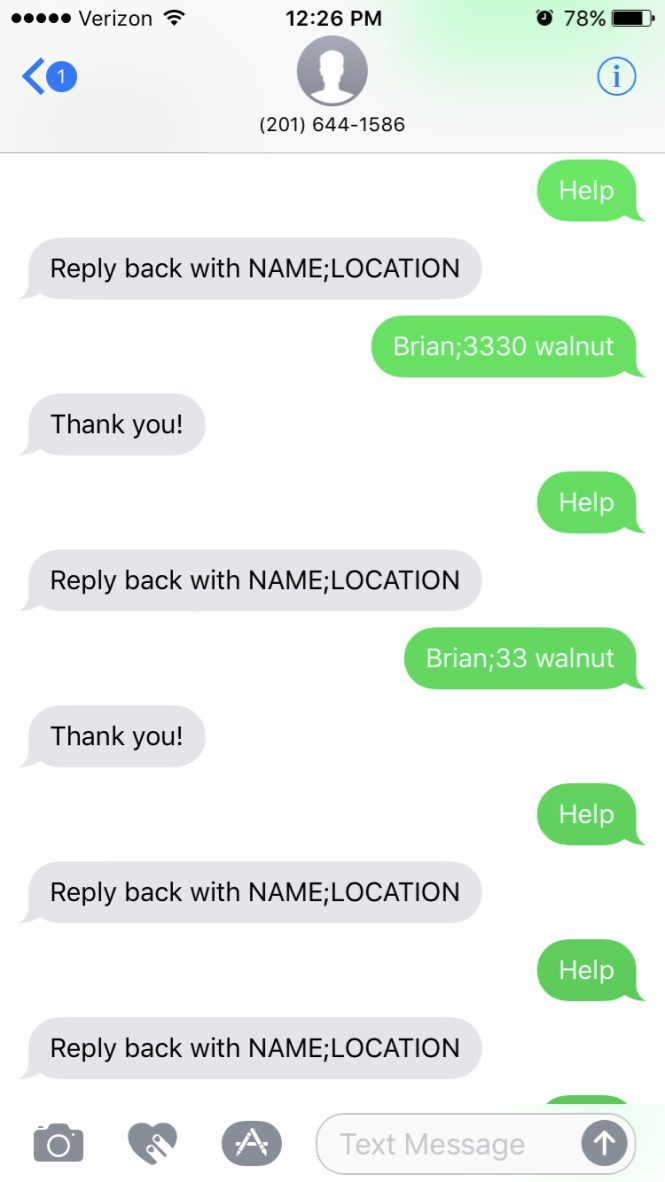 Verizon 12:26 PM 78%
1
i
(201) 644-1586
Help
Reply back with NAME;LOCATION
Brian;3330 walnut
Thank you!
Help
Reply back with NAME;LOCATION
Brian;33 walnut
Thank you!
Help
Reply back with NAME;LOCATION
Help
Reply back with NAME;LOCATION
Text Message